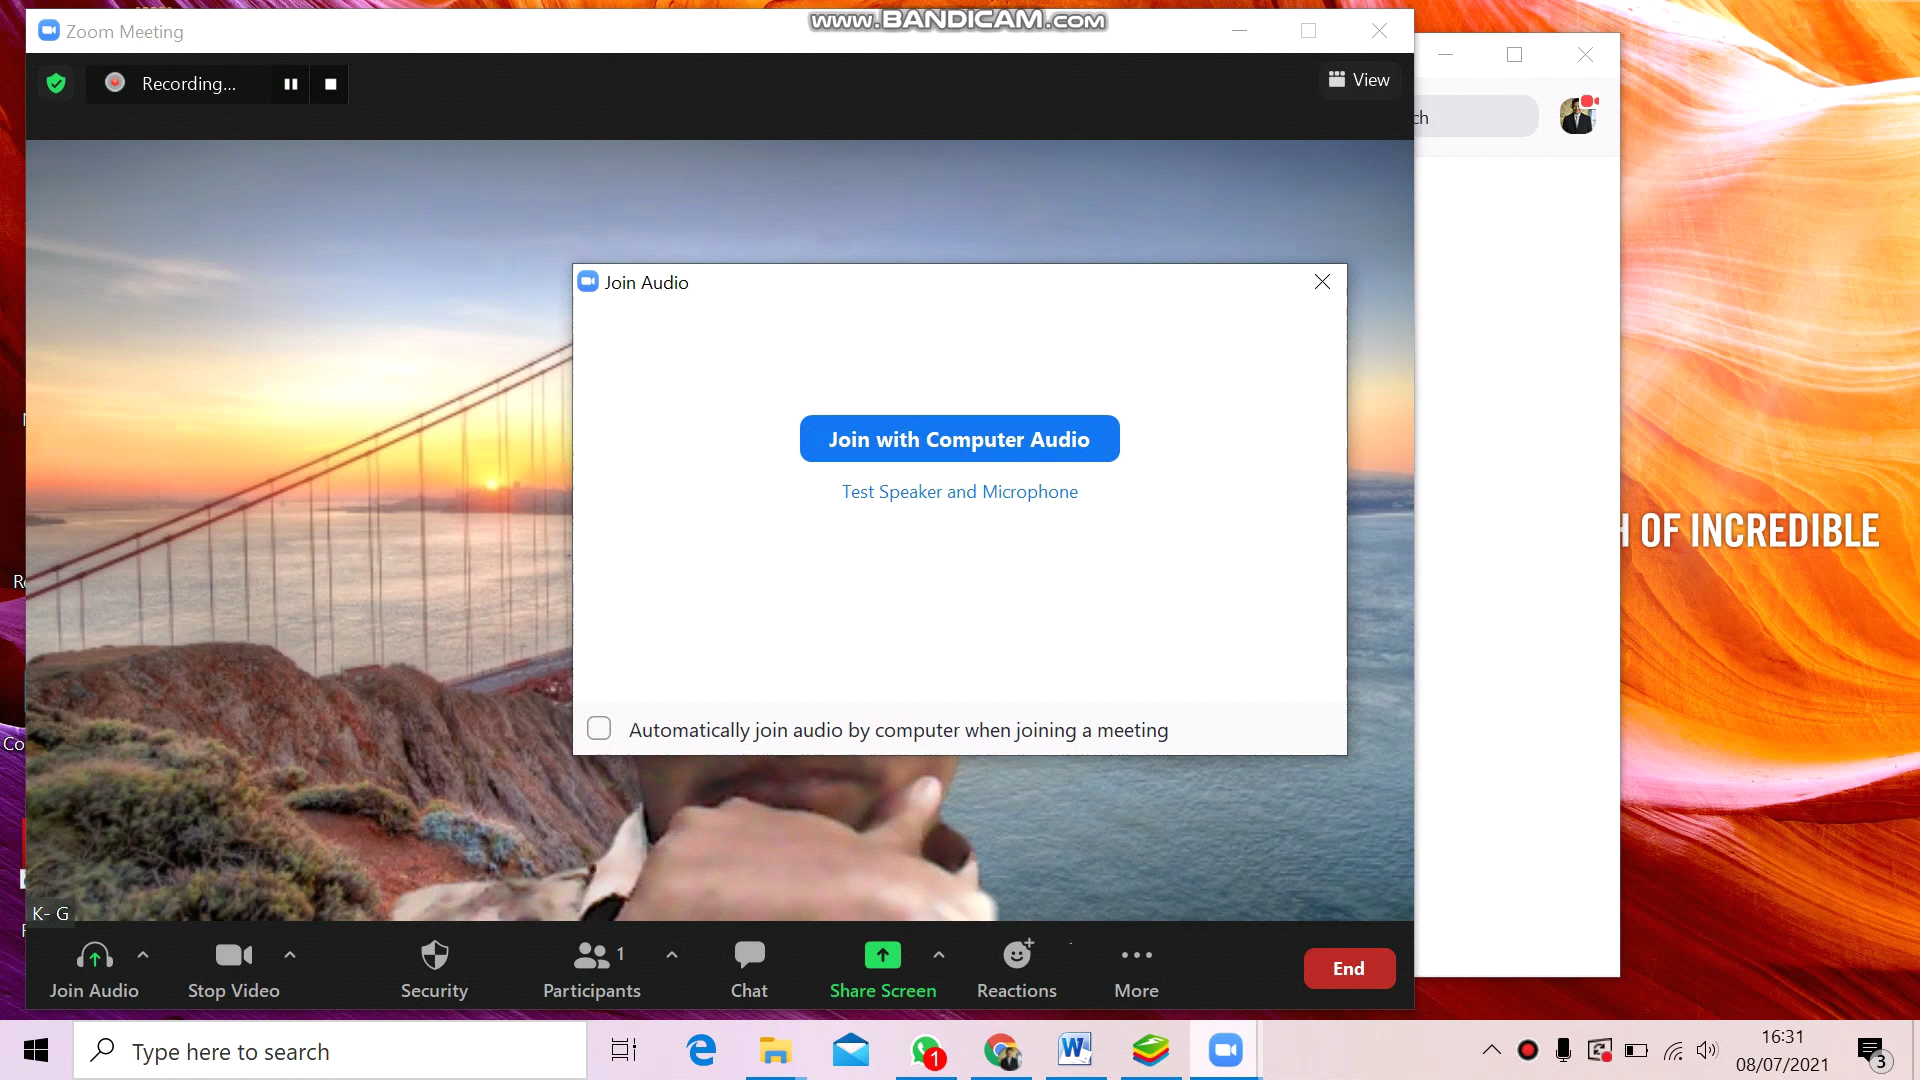 www.BANDICAM.com
Zoom Meeting
Recording...
View
ch
Join Audio
Join with Computer Audio
Test Speaker and Microphone
H OF INCREDIBLE
Automatically join audio by computer when joining a meeting
Co
K- G
1
Join Audio
Stop Video
Security
Participants
Chat
Share Screen
Reactions
More
End
Type here to search
1
16:31
08/07/2021
3